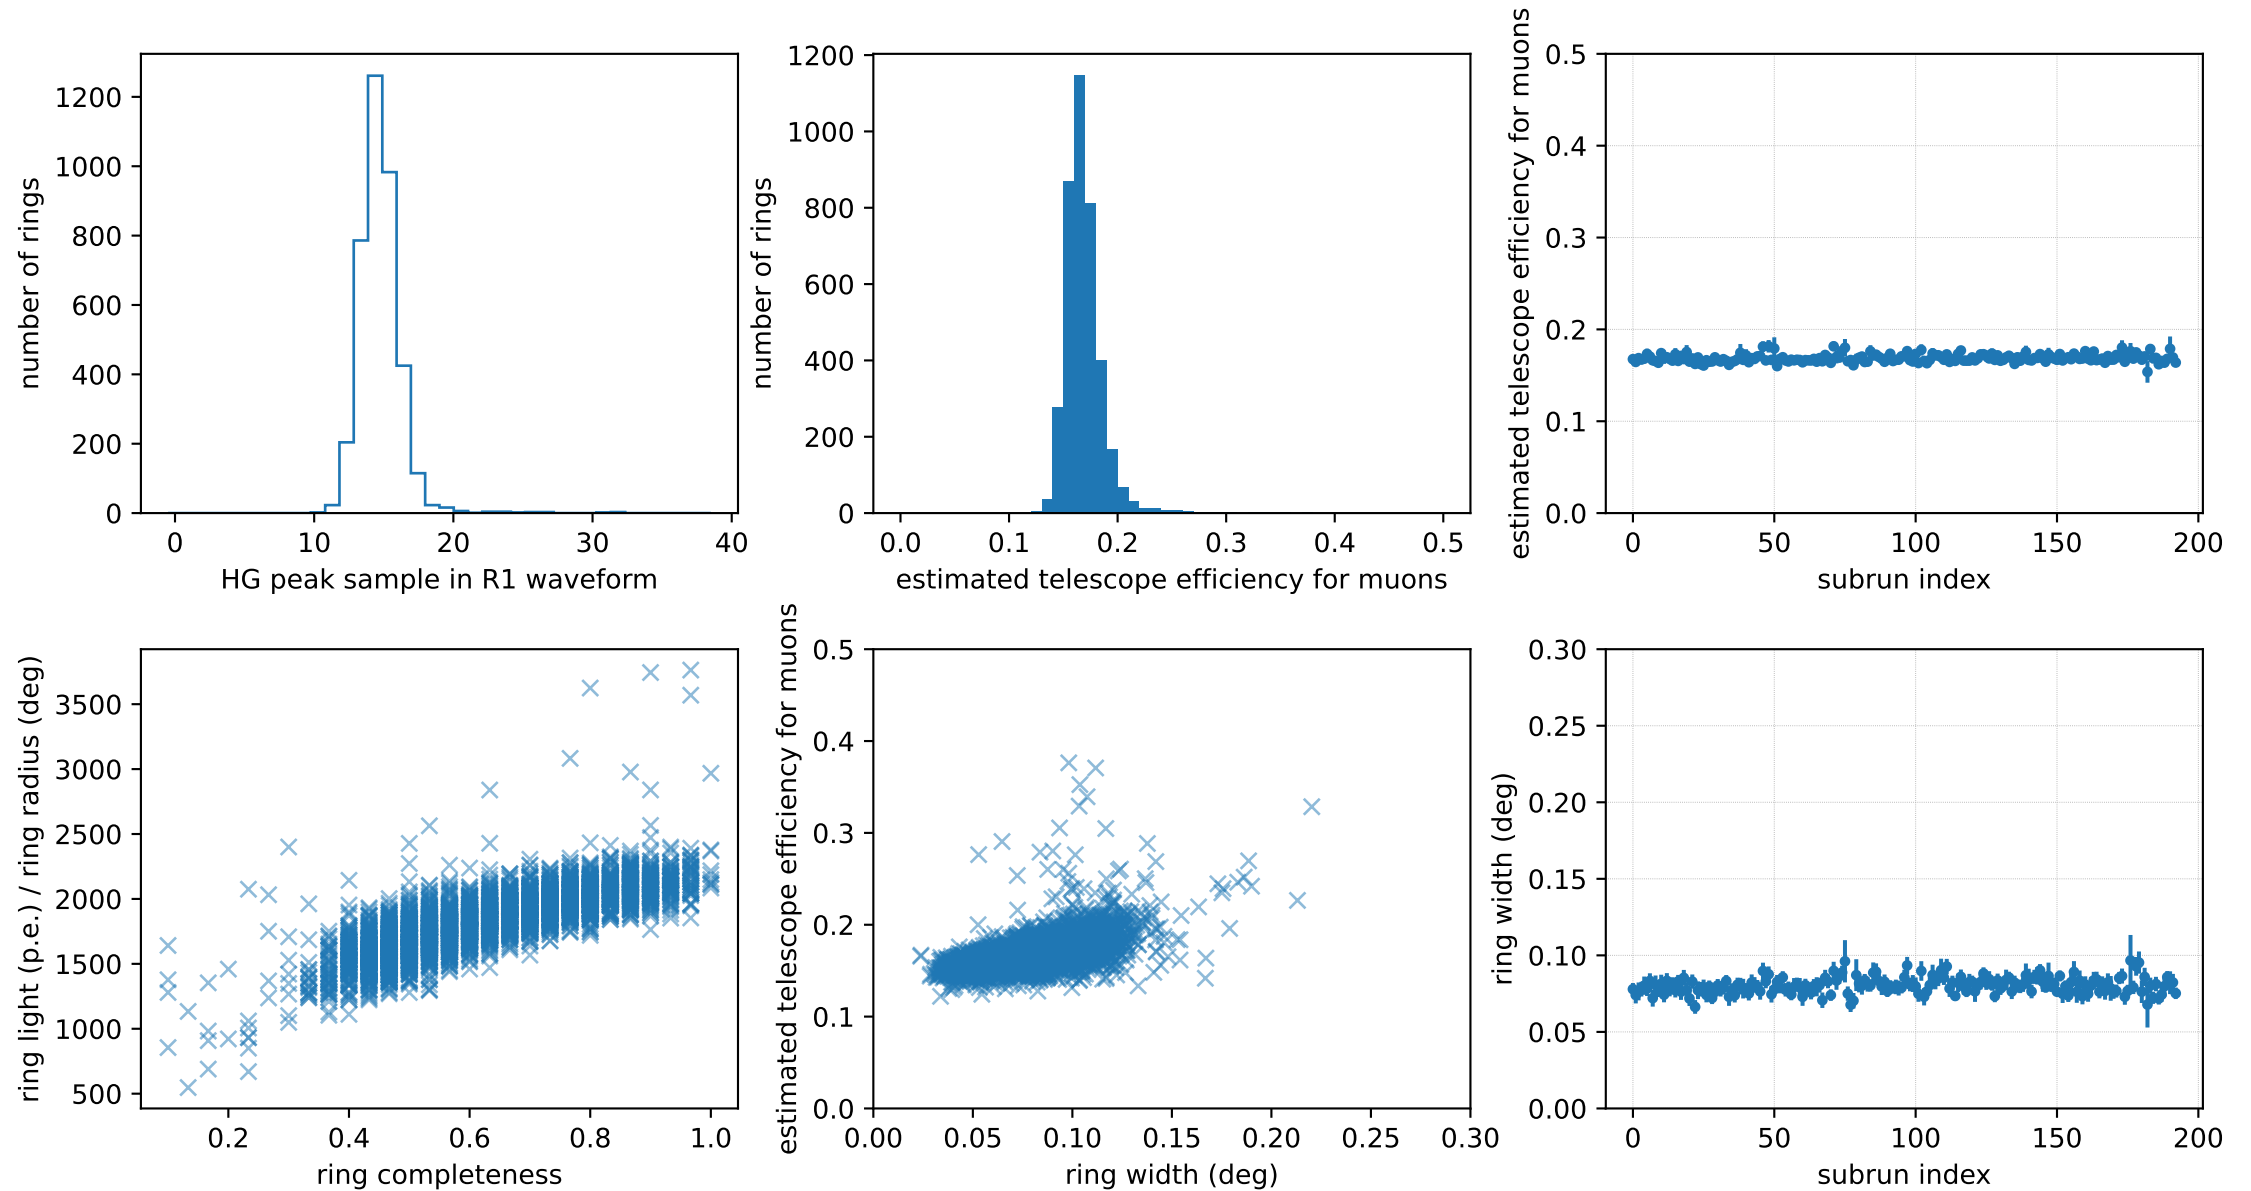 number of rings
1200
1000
800
600
400
200
0
0 10 20 30 40
HG peak sample in R1 waveform
number of rings
1200
1000
800
600
400
200
0
0.0 0.1 0.2 0.3 0.4 0.5
estimated telescope efficiency for muons
estimated telescope efficiency for muons
0.5
0.4
0.3
0.2
0.1
0.0
0 50 100 150 200
subrun index
ring light (p.e.) / ring radius (deg)
3500
3000
2500
2000
1500
1000
500
0.2 0.4 0.6 0.8 1.0
ring completeness
estimated telescope efficiency for muons
0.5
0.4
0.3
0.2
0.1
0.0
0.00 0.05 0.10 0.15 0.20 0.25 0.30
ring width (deg)
ring width (deg)
0.30
0.25
0.20
0.15
0.10
0.05
0.00
0 50 100 150 200
subrun index